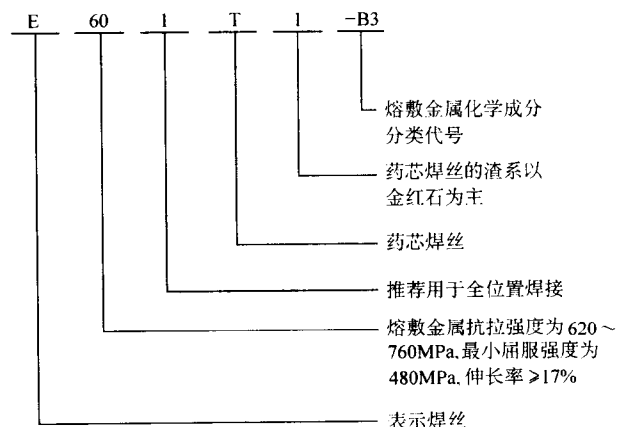 E 60 1 T 1 -B3
熔敷金属化学成分
分类代号
药芯焊丝的渣系以
金红石为主
药芯焊丝
推荐用于全位置焊接
熔敷金属抗拉强度为 620～
760MPa,最小屈服强度为
480MPa,伸长率≥17%
表示焊丝